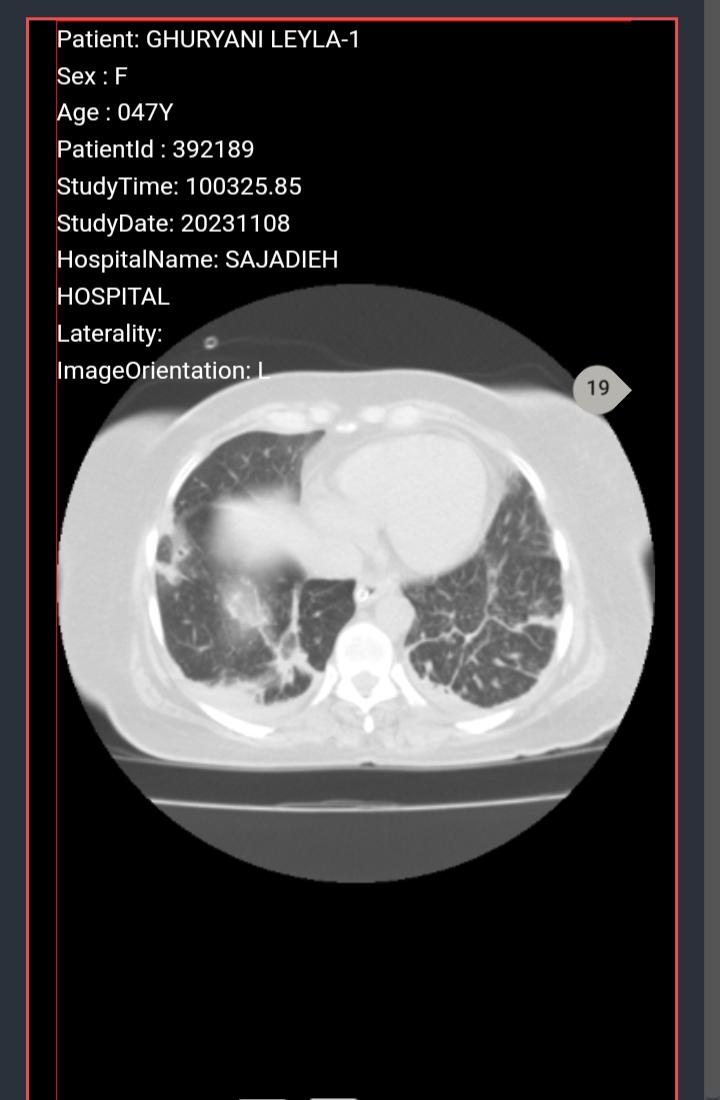 Patient: GHURYANI LEYLA-1
Sex : F
Age : 047Y
PatientId : 392189
StudyTime: 100325.85
StudyDate: 20231108
HospitalName: SAJADIEH
HOSPITAL
Laterality:
ImageOrientation: L
19